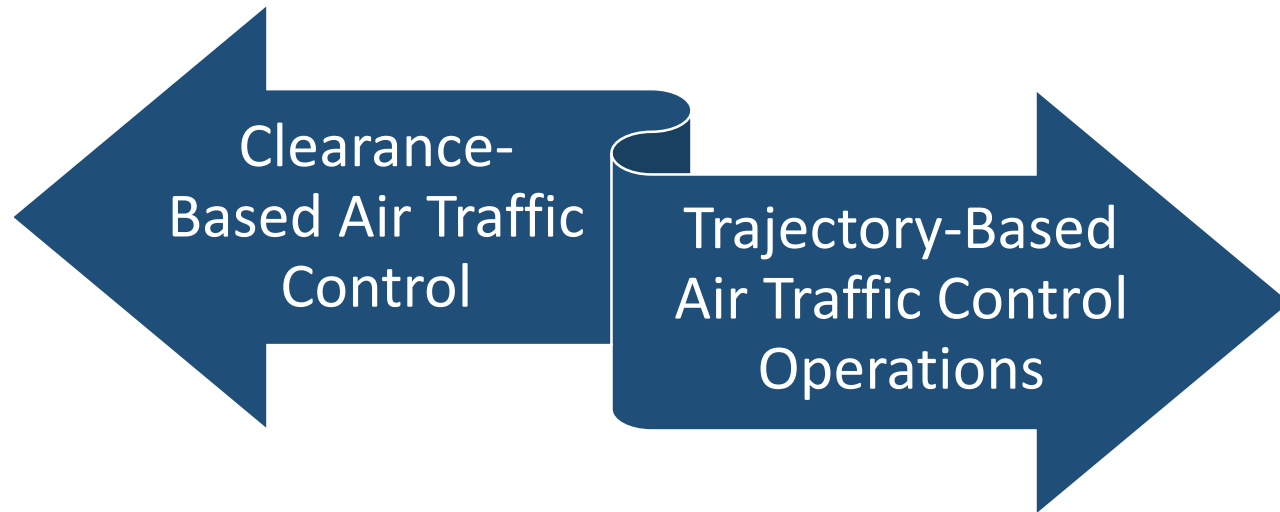 Clearance-
Based Air Traffic
Control
Trajectory-Based
Air Traffic Control
Operations